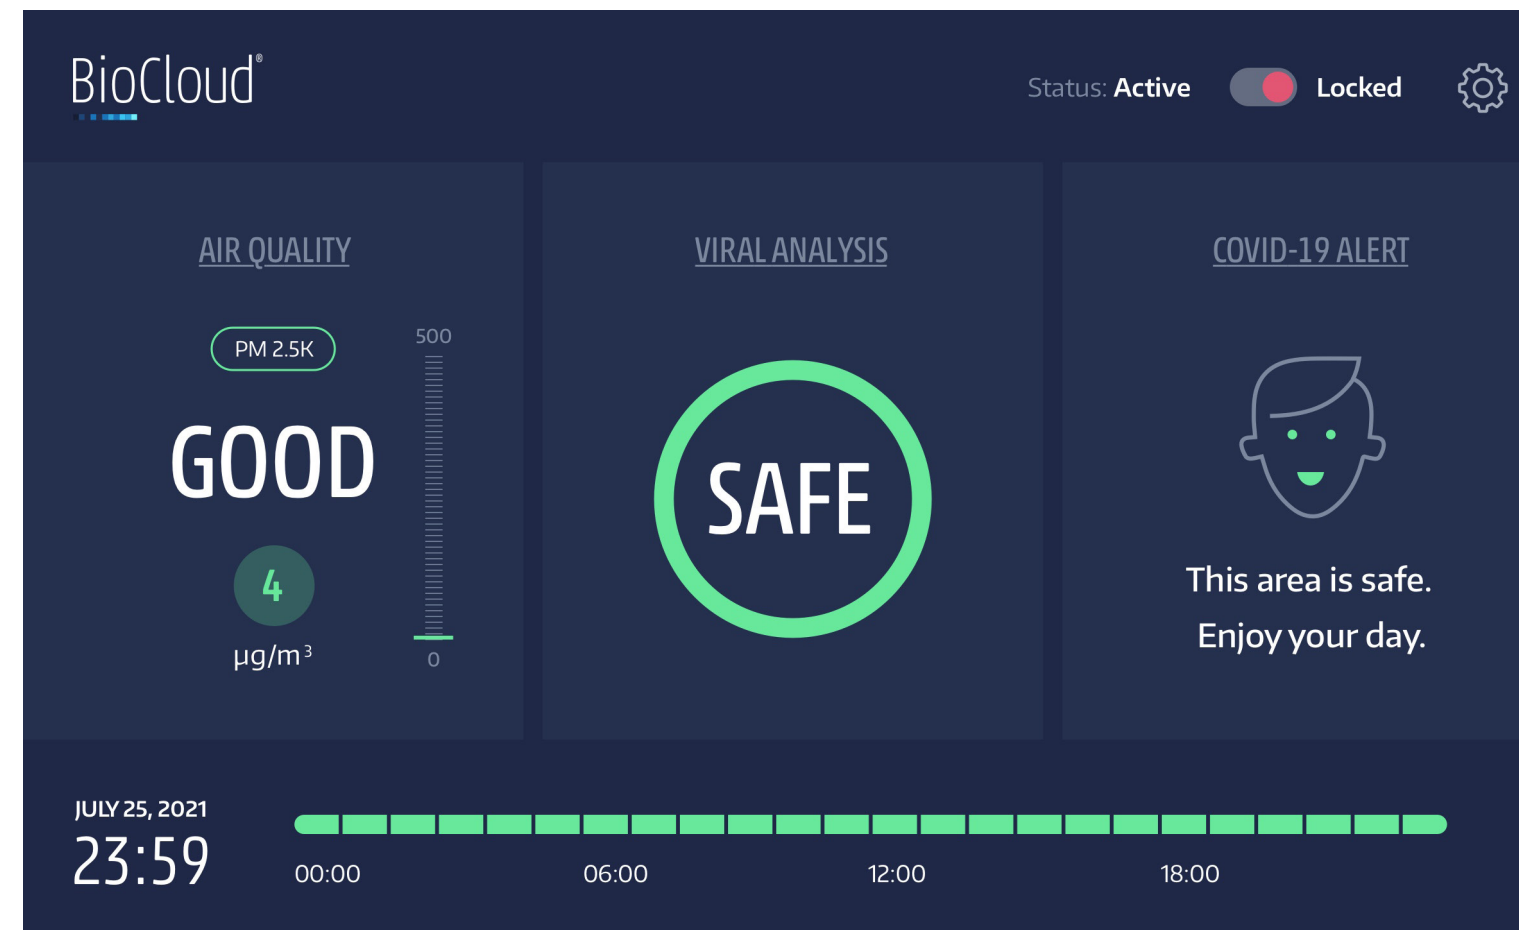 BioCloud®
Status: Active Locked
AIR QUALITY
PM 2.5K
GOOD
4
µg/m³
500
0
VIRAL ANALYSIS
SAFE
COVID-19 ALERT
This area is safe.
Enjoy your day.
JULY 25, 2021
23:59
00:00 06:00 12:00 18:00